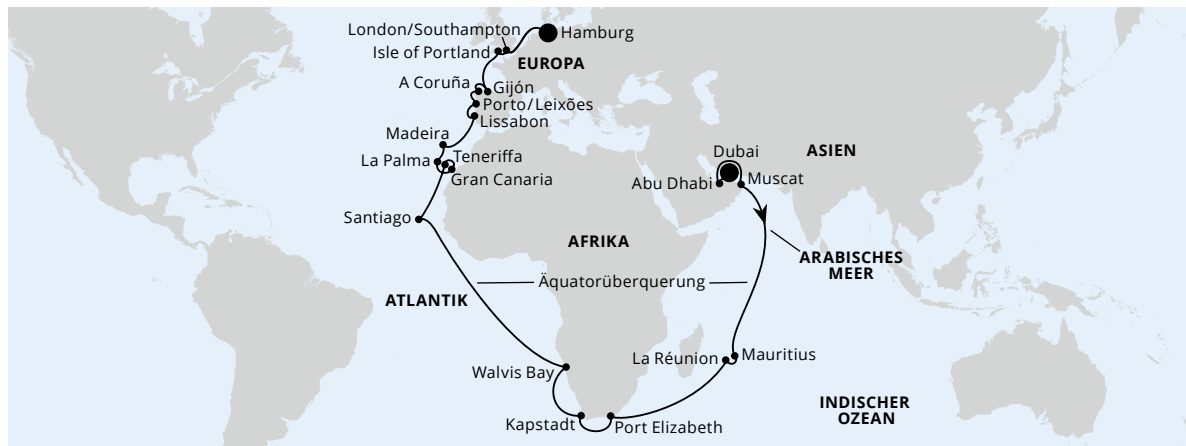 London/Southampton
Hamburg
Isle of Portland
EUROPA
A Coruña
Gijón
Porto/Leixões
Lissabon
Madeira
La Palma
Teneriffa
Gran Canaria
Dubai
ASIEN
Abu Dhabi
Muscat
Santiago
AFRIKA
ARABISCHES
MEER
Äquatorüberquerung
ATLANTIK
La Réunion
Mauritius
Walvis Bay
INDISCHER
OZEAN
Kapstadt
Port Elizabeth